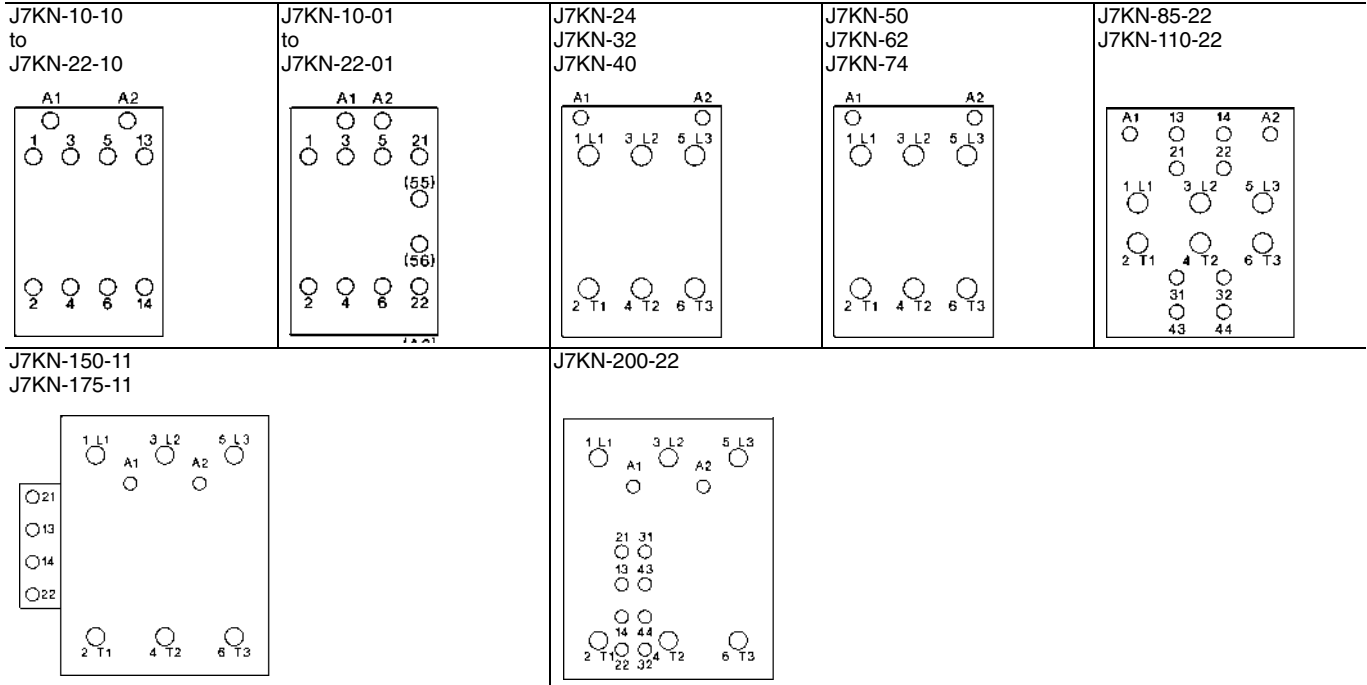 J7KN-10-10
to
J7KN-22-10
A1 A2
1 3 5 13
2 4 6 14
J7KN-10-01
to
J7KN-22-01
A1 A2
1 3 5 21
(55)
(56)
2 4 6 22
J7KN-24
J7KN-32
J7KN-40
A1 A2
1 L1 3 L2 5 L3
2 T1 4 T2 6 T3
J7KN-50
J7KN-62
J7KN-74
A1 A2
1 L1 3 L2 5 L3
2 T1 4 T2 6 T3
J7KN-85-22
J7KN-110-22
A1 13 14 A2
21 22
1 L1 3 L2 5 L3
2 T1 4 T2 6 T3
31 32
43 44
J7KN-150-11
J7KN-175-11
1 L1 3 L2 5 L3
A1 A2
21
13
14
22
2 T1 4 T2 6 T3
J7KN-200-22
1 L1 3 L2 5 L3
A1 A2
21 31
13 43
14 44
2 T1 4 T2 6 T3
22 32